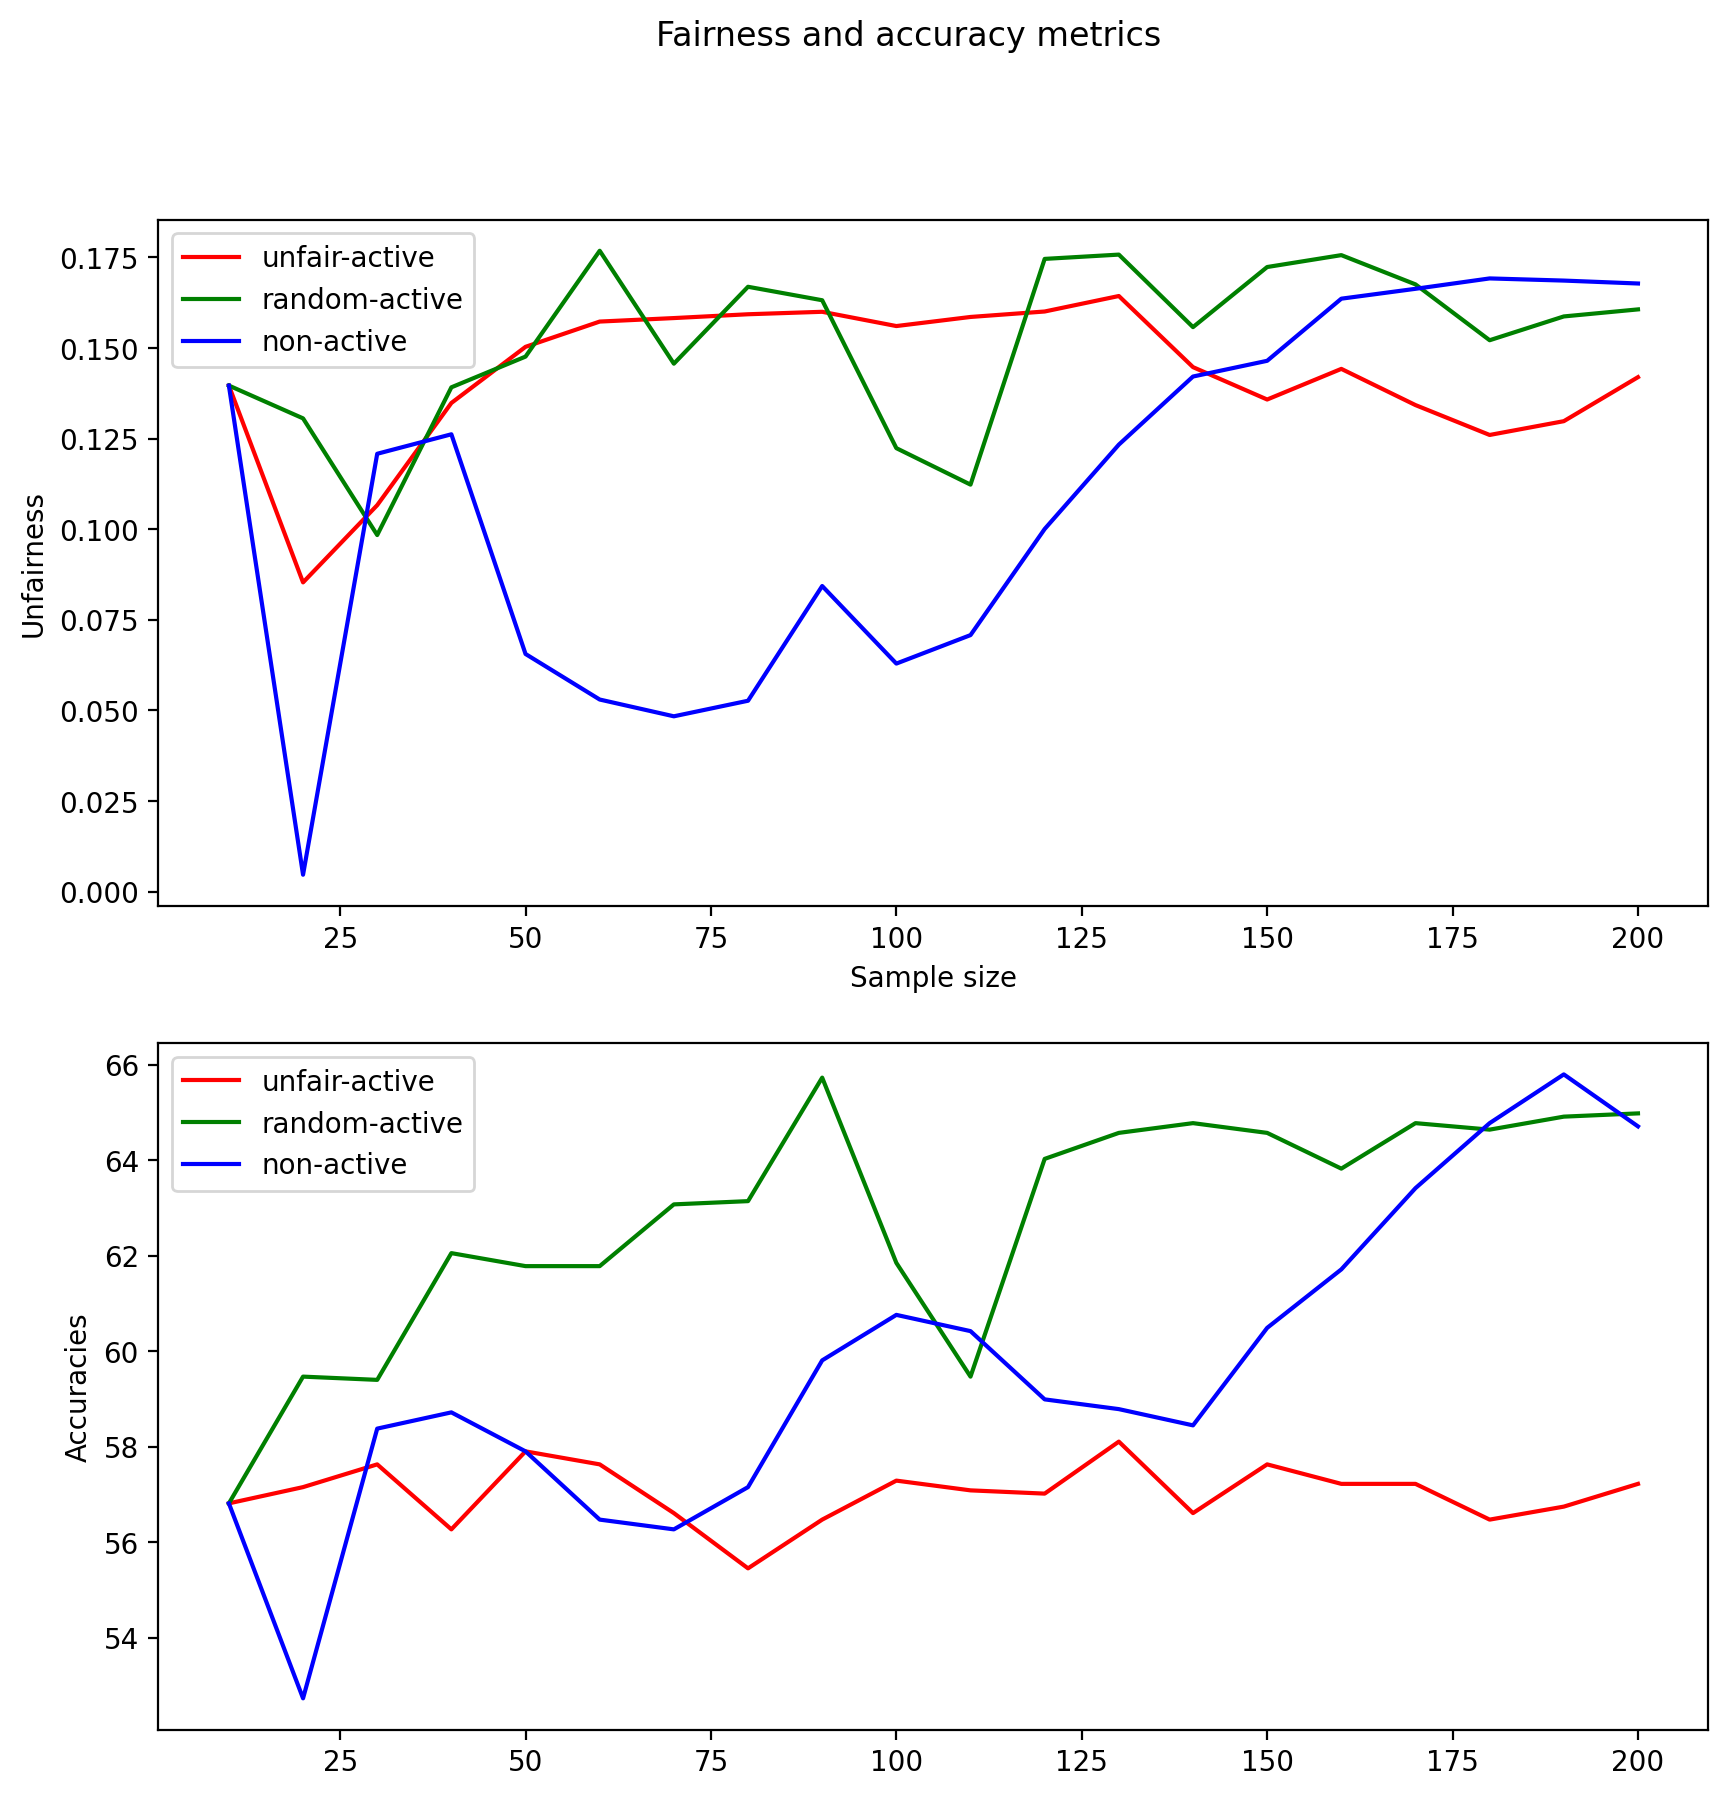 Fairness and accuracy metrics
unfair-active
random-active
non-active
0.175
0.150
0.125
0.100
0.075
0.050
0.025
0.000
Unfairness
25 50 75 100 125 150 175 200
Sample size
unfair-active
random-active
non-active
66
64
62
60
58
56
54
Accuracies
25 50 75 100 125 150 175 200